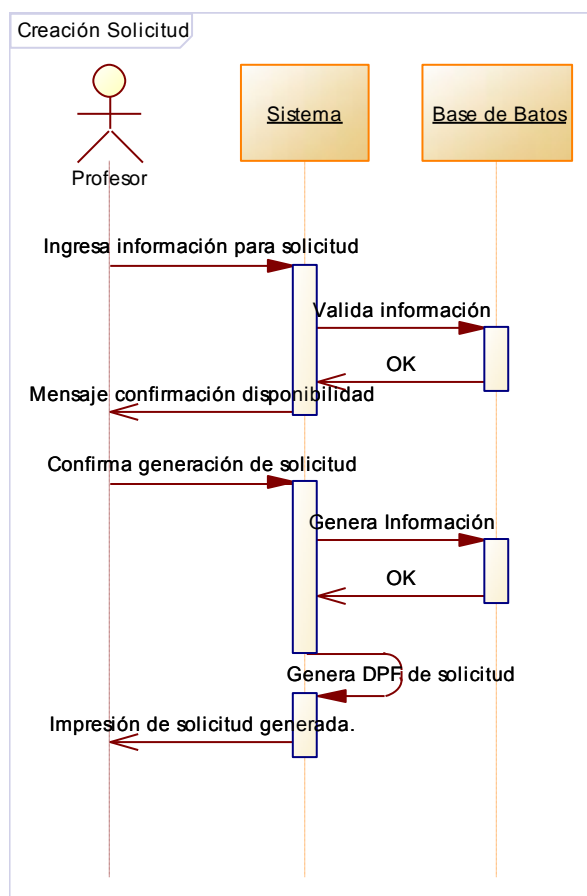 Creación Solicitud
Sistema
Base de Batos
Profesor
Ingresa información para solicitud
Valida información
OK
Mensaje confirmación disponibilidad
Confirma generación de solicitud
Genera Información
OK
Genera DPF de solicitud
Impresión de solicitud generada.